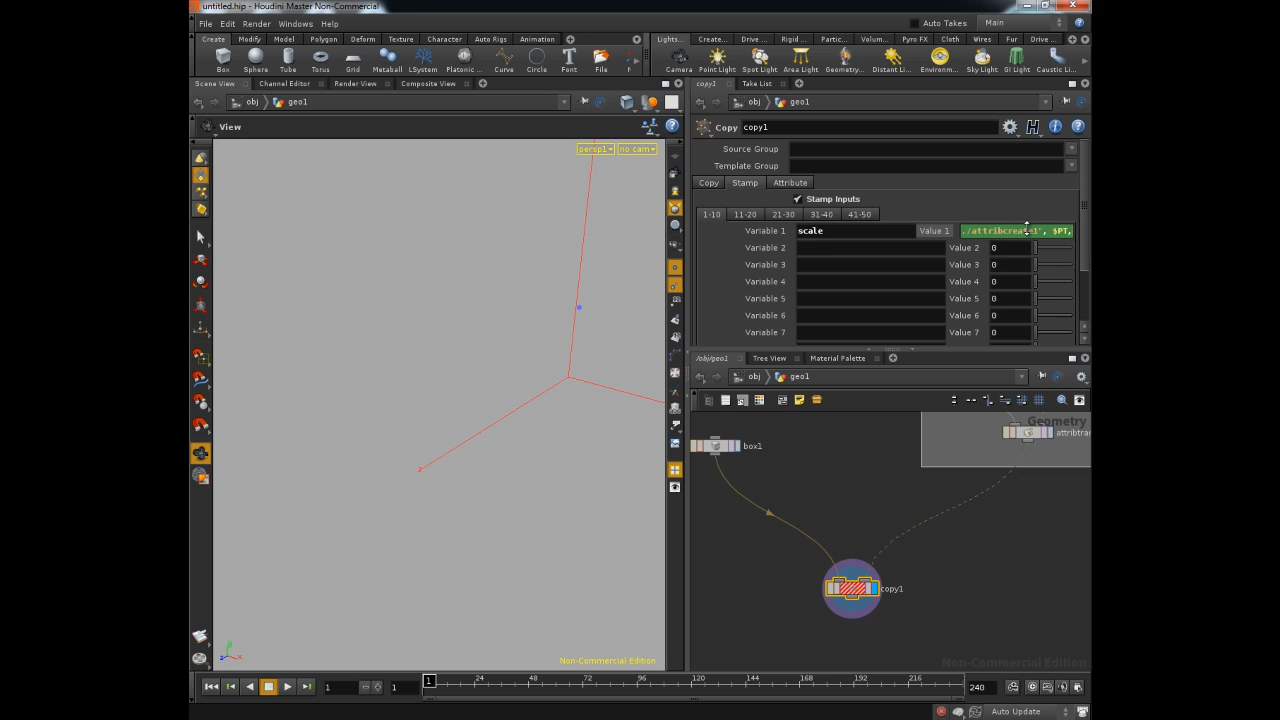 untitled.hip - Houdini Master Non-Commercial
File Edit Render Windows Help
Auto Takes Main
Create Modify Model Polygon Deform Texture Character Auto Rigs Animation
Lights... Create... Drive ... Rigid ... Partic... Volum... Pyro FX Cloth Wires Fur Drive ...
Box Sphere Tube Torus Grid Metaball LSystem Platonic ... Curve Circle Font File
Camera Point Light Spot Light Area Light Geometry... Distant... Environm... Sky Light GI Light Caustic Li...
Scene View Channel Editor Render View Composite View
copy1 Take List
obj geo1
obj geo1
View
Copy copy1
persp1 no cam
Source Group
Template Group
Copy Stamp Attribute
Stamp Inputs
1-10 11-20 21-30 31-40 41-50
Variable 1 scale Value 1 ./attribcreate1", $PT,
Variable 2 Value 2 0
Variable 3 Value 3 0
Variable 4 Value 4 0
Variable 5 Value 5 0
Variable 6 Value 6 0
Variable 7 Value 7 0
/obj/geo1 Tree View Material Palette
obj geo1
Geometry
attribtran
box1
copy1
z
x
Non-Commercial Edition
Non-Commercial Edition
1 1 1 24 48 72 96 120 144 168 192 216 240
Auto Update